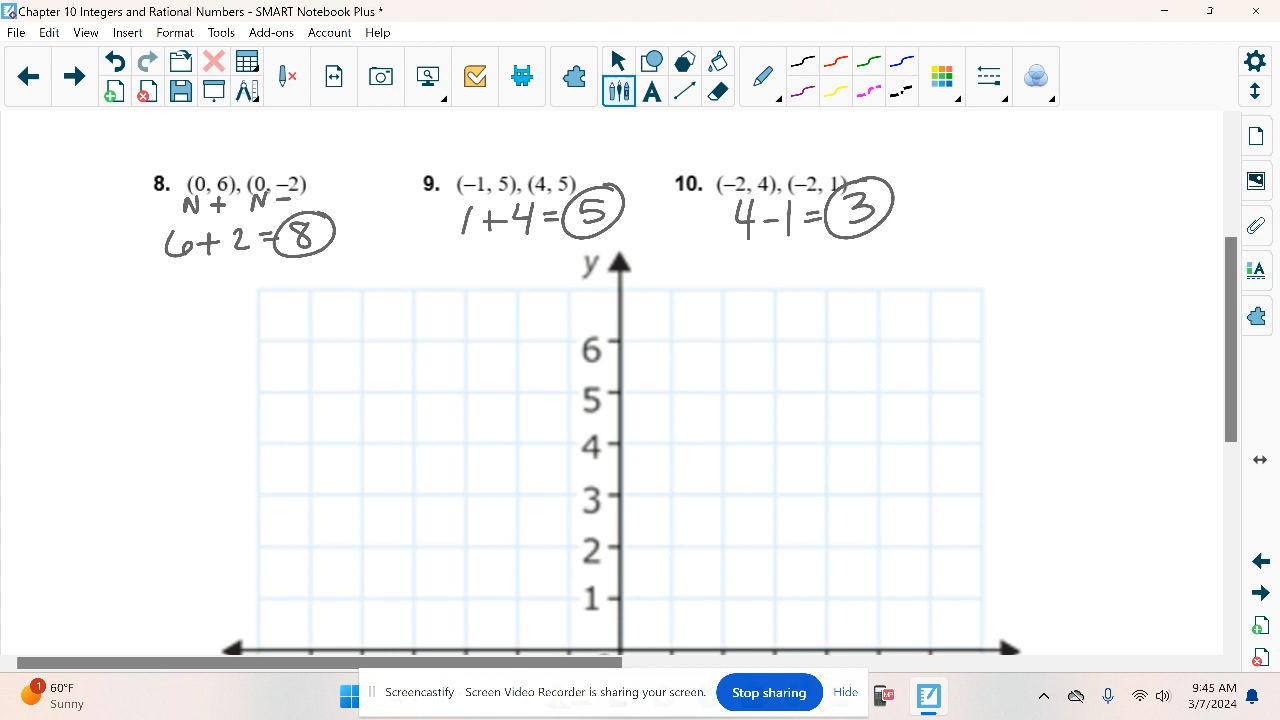 Chapter 10 Integers and Rational Numbers - SMART Notebook Plus *
File Edit View Insert Format Tools Add-ons Account Help
8. (0, 6), (0, –2) 9. (–1, 5), (4, 5) 10. (–2, 4), (–2, 1)
N + N –
6 + 2 = 8 1 + 4 = 5 4 – 1 = 3
y
6
5
4
3
2
1
Screencastify Screen Video Recorder is sharing your screen. Stop sharing Hide
1
60°F
Sunny
9:45 AM
3/7/2024